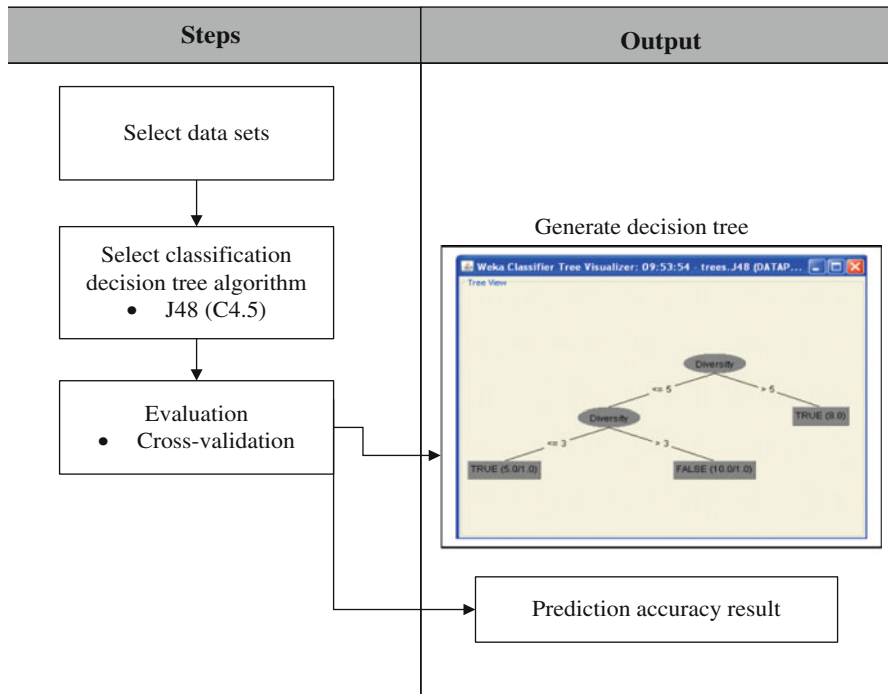 Steps
Output
Select data sets
Select classification
decision tree algorithm
• J48 (C4.5)
Evaluation
• Cross-validation
Generate decision tree
Weka Classifier Tree Visualizer: 09:53:54 - trees.J48 (DATAP...
Tree View
Diversity
<= 5
> 5
Diversity
TRUE (8.0)
<= 3
> 3
TRUE (5.0/1.0)
FALSE (10.0/1.0)
Prediction accuracy result